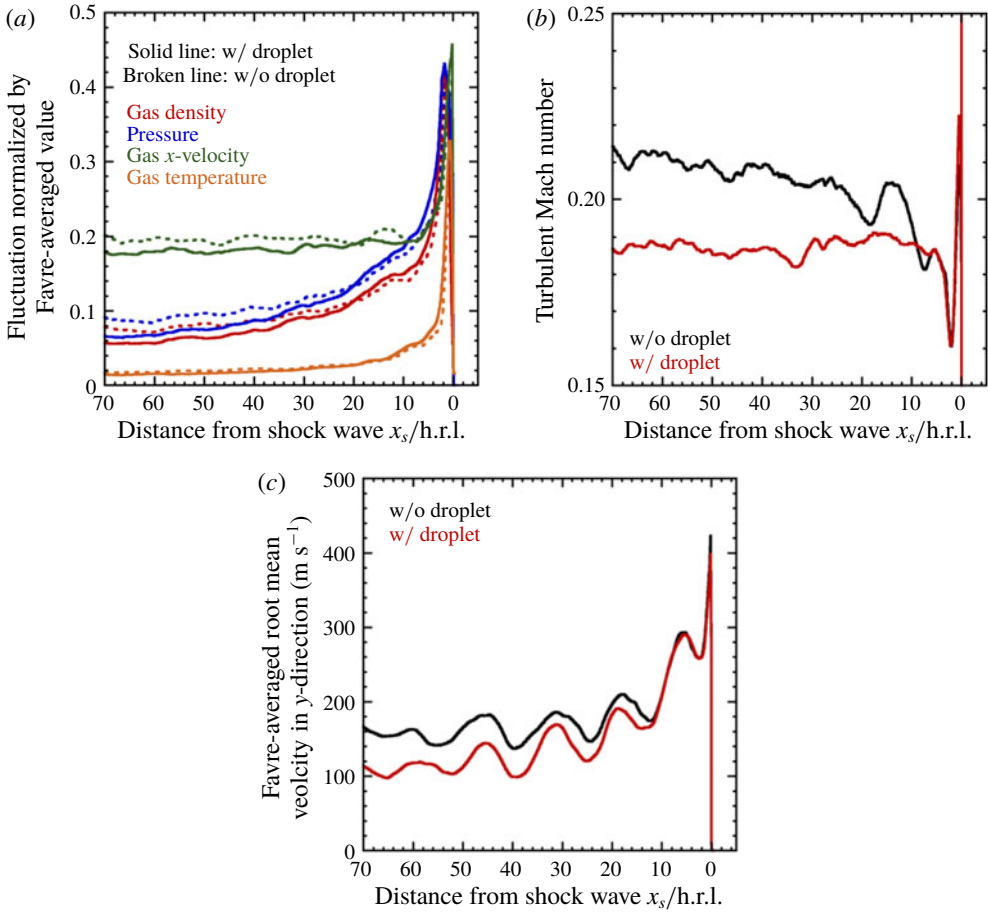 (a)
Solid line: w/ droplet
Broken line: w/o droplet
Gas density
Pressure
Gas x-velocity
Gas temperature
Fluctuation normalized by
Favre-averaged value
0.5
0.4
0.3
0.2
0.1
0
70 60 50 40 30 20 10 0
Distance from shock wave xₛ/h.r.l.
(b)
Turbulent Mach number
0.25
0.20
0.15
w/o droplet
w/ droplet
70 60 50 40 30 20 10 0
Distance from shock wave xₛ/h.r.l.
(c)
w/o droplet
w/ droplet
Favre-averaged root mean
veolcity in y-direction (m s⁻¹)
500
400
300
200
100
0
70 60 50 40 30 20 10 0
Distance from shock wave xₛ/h.r.l.